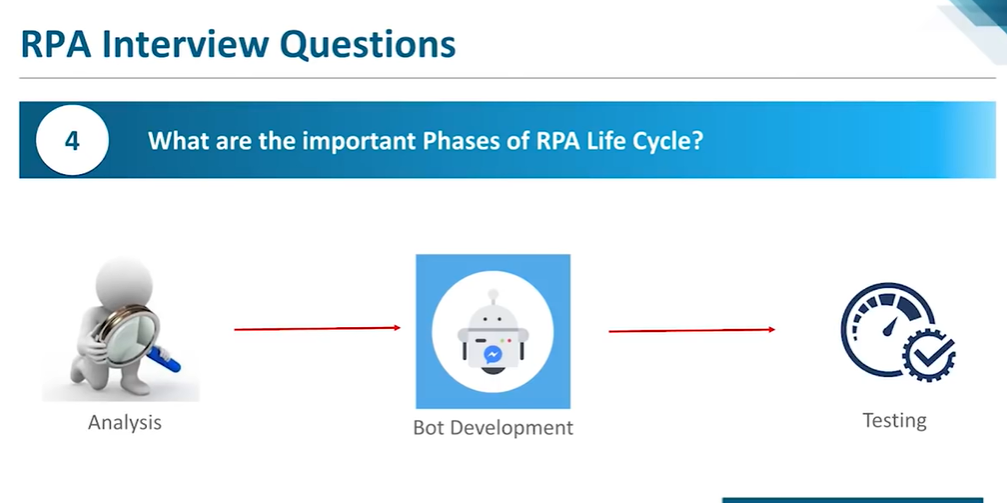 RPA Interview Questions
4
What are the important Phases of RPA Life Cycle?
Analysis
Bot Development
Testing